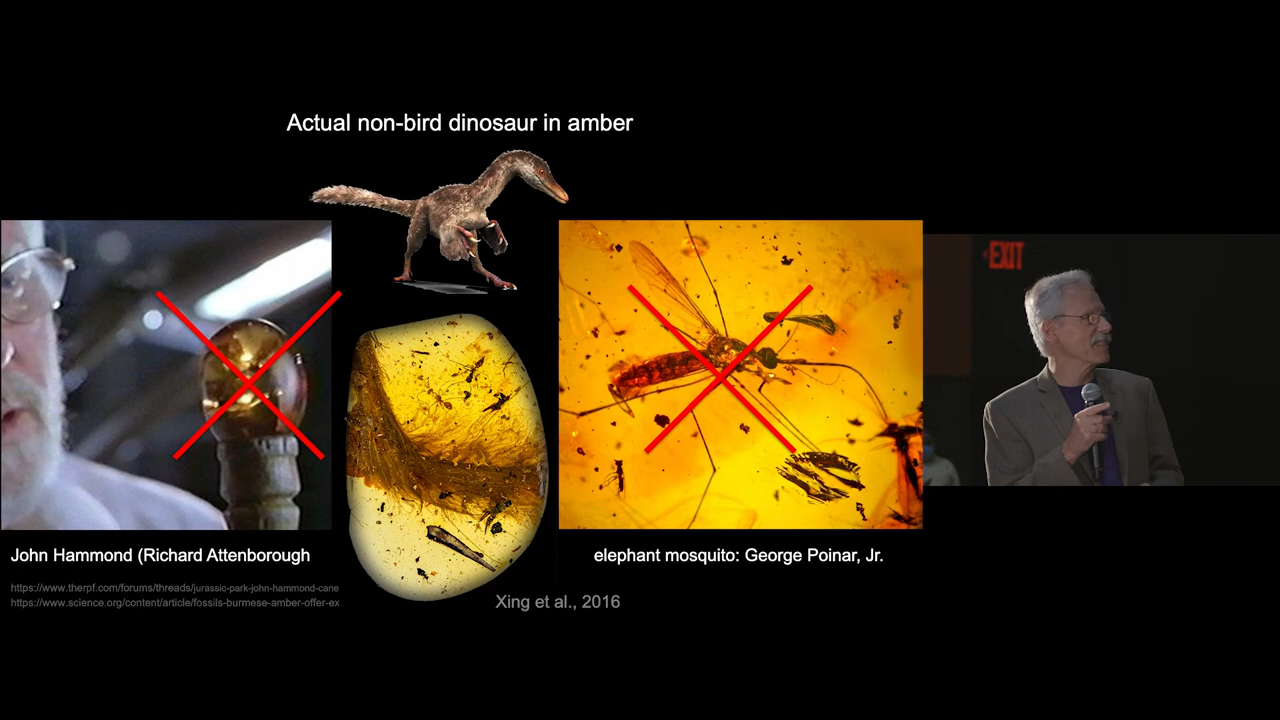 Actual non-bird dinosaur in amber
EXIT
John Hammond (Richard Attenborough
elephant mosquito: George Poinar, Jr.
https://www.therpf.com/forums/threads/jurassic-park-john-hammond-cane
https://www.science.org/content/article/fossils-burmese-amber-offer-ex
Xing et al., 2016